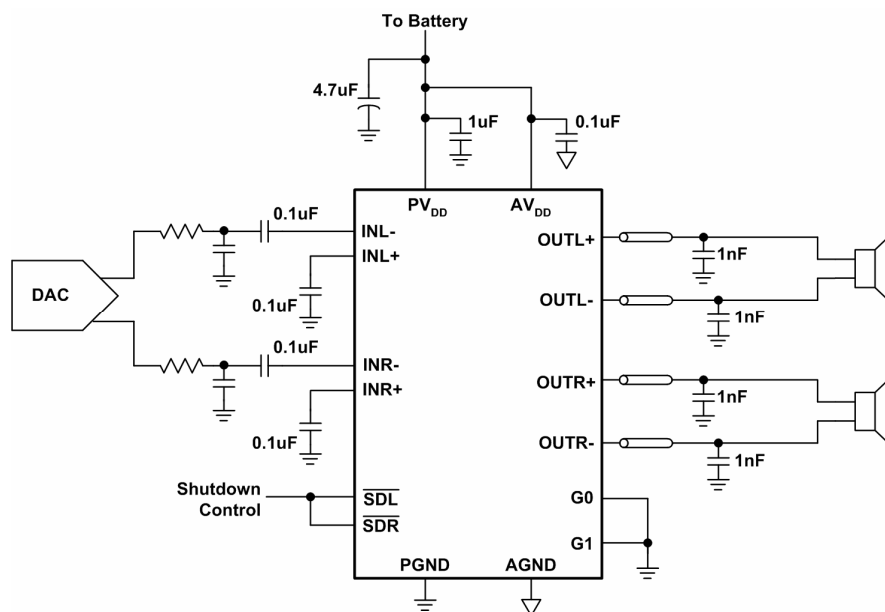 To Battery
4.7uF
1uF
0.1uF
PVDD
AVDD
0.1uF
INL-
INL+
0.1uF
DAC
0.1uF
INR-
INR+
0.1uF
Shutdown
Control
SDL
SDR
PGND
AGND
OUTL+
1nF
OUTL-
1nF
OUTR+
1nF
OUTR-
1nF
G0
G1